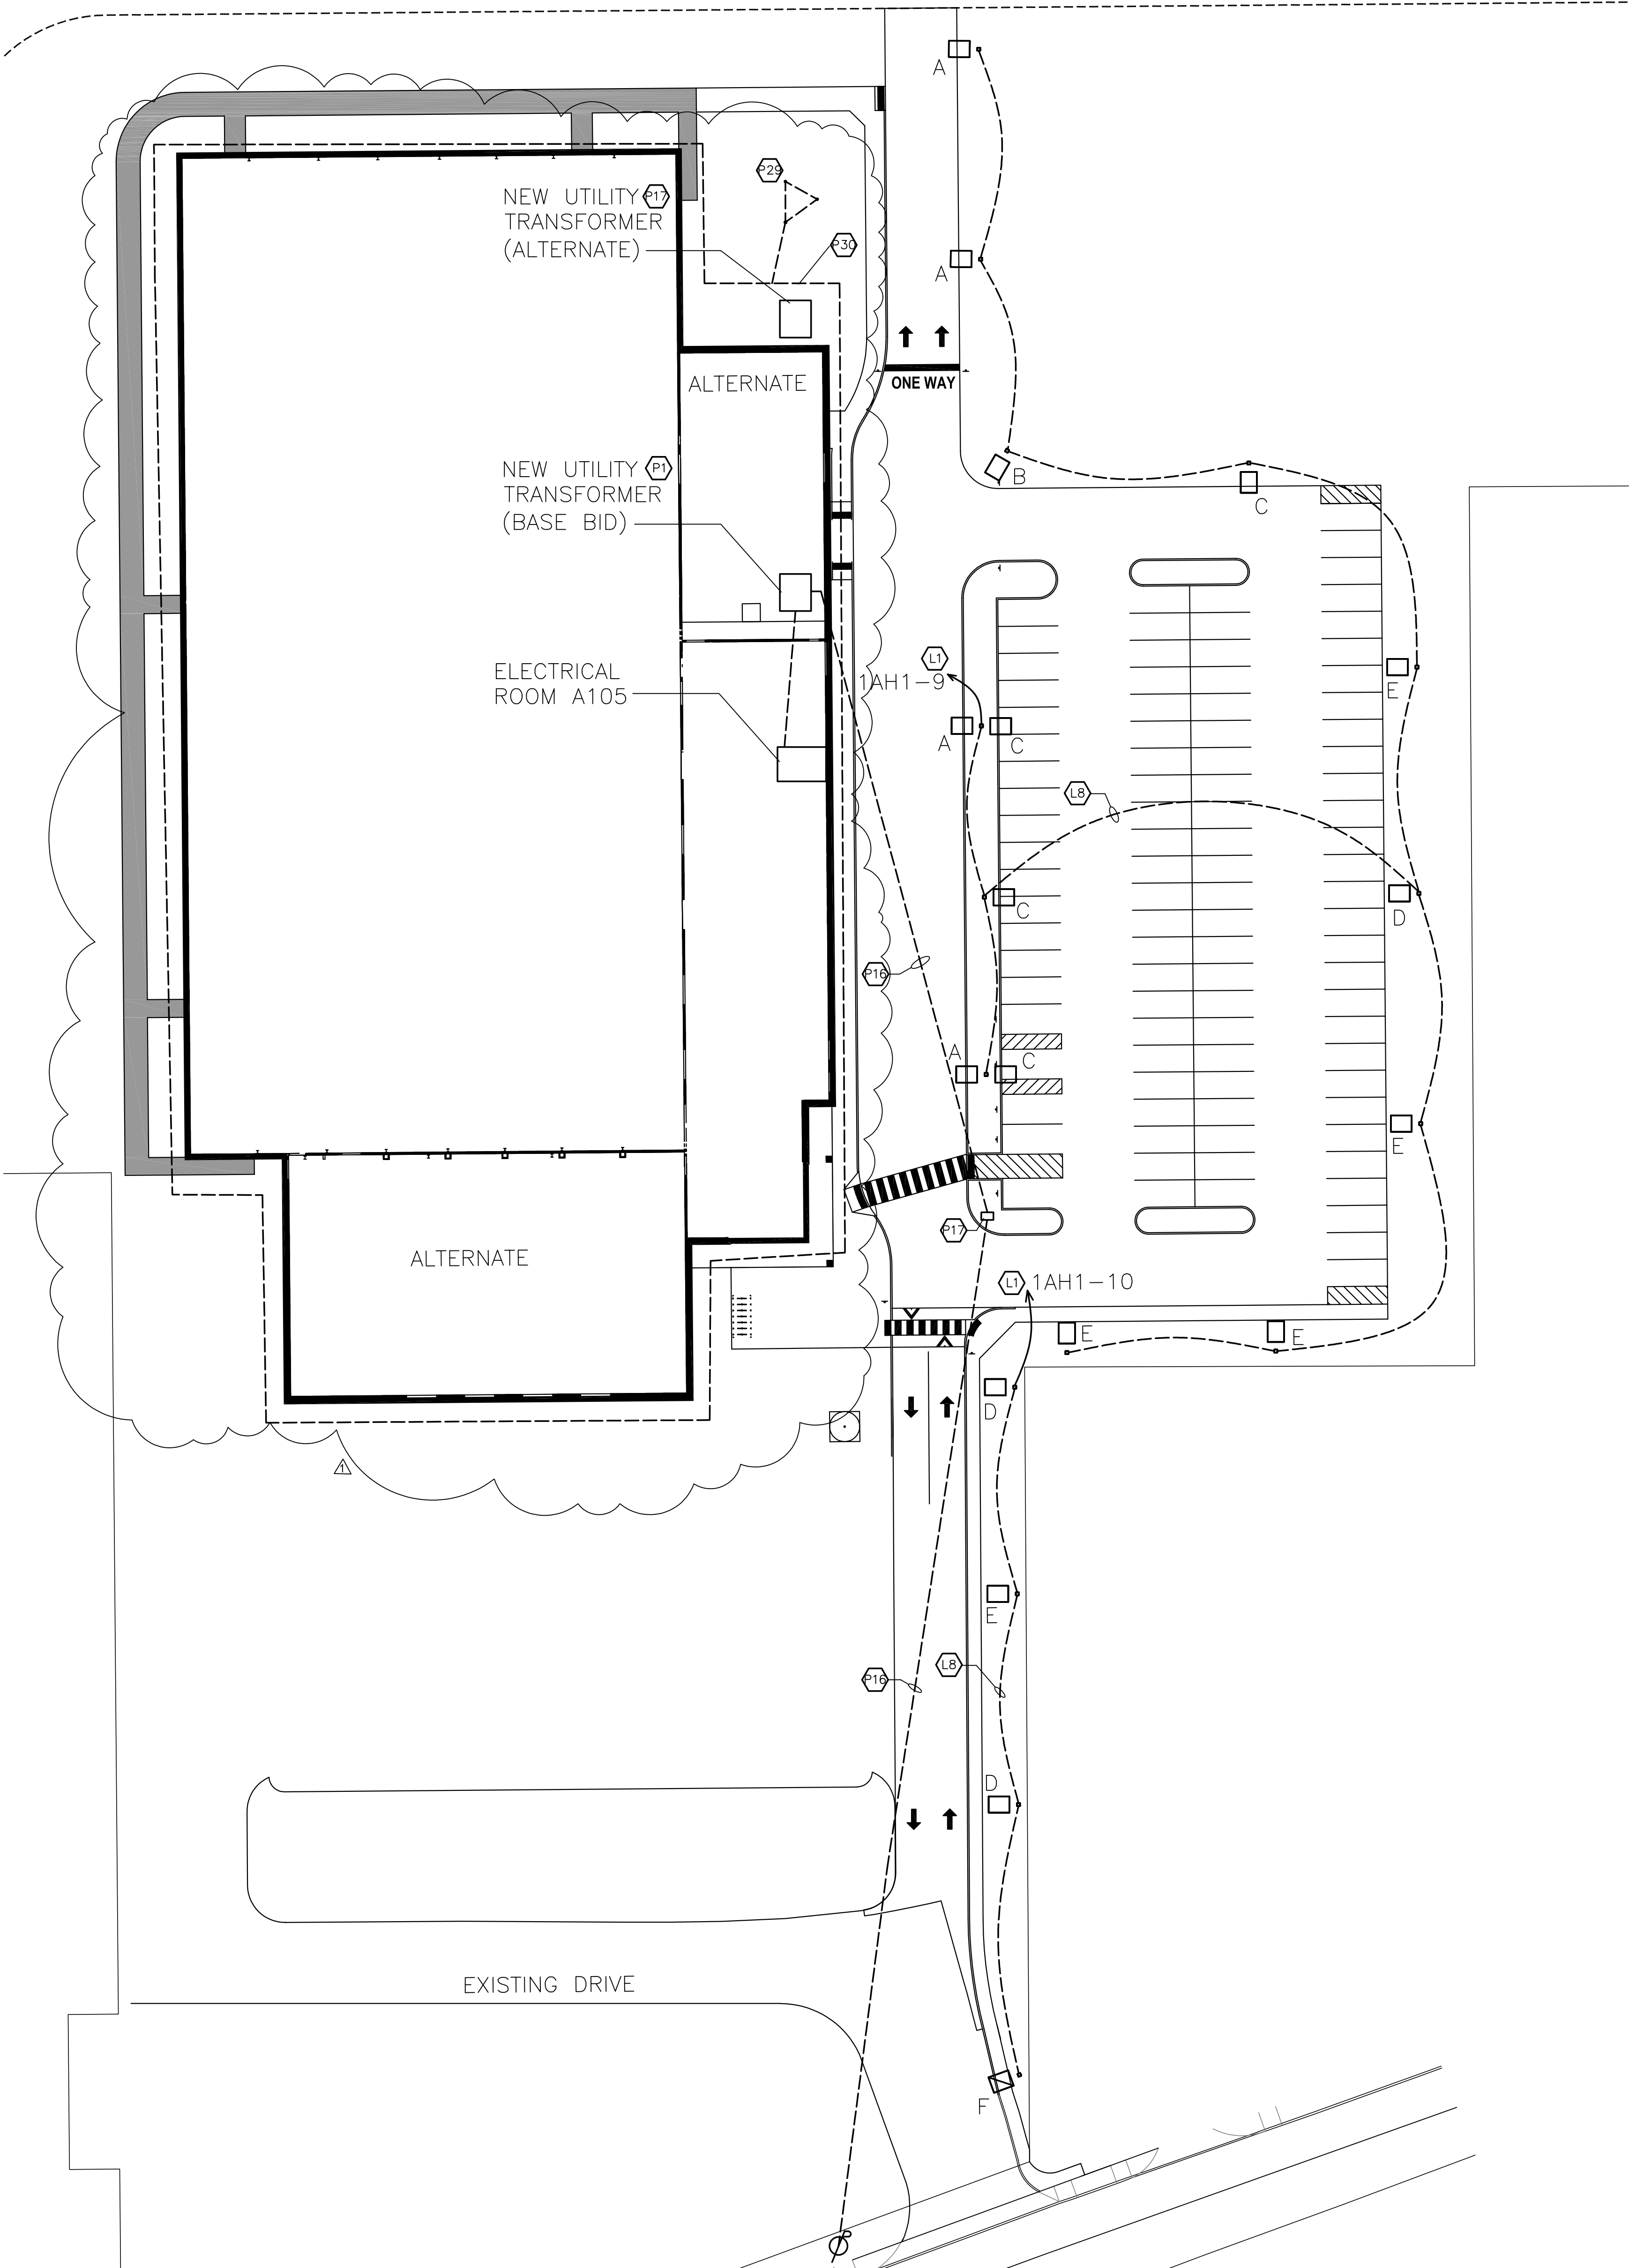 A
P29
NEW UTILITY P17
TRANSFORMER
(ALTERNATE)
P30
A
ALTERNATE
ONE WAY
NEW UTILITY P1
TRANSFORMER
(BASE BID)
B
C
L1
1AH1-9
E
ELECTRICAL
ROOM A105
A
C
L8
C
D
P16
A
C
E
P17
ALTERNATE
L1 1AH1-10
E
E
D
1
E
P16
L8
D
EXISTING DRIVE
F
P